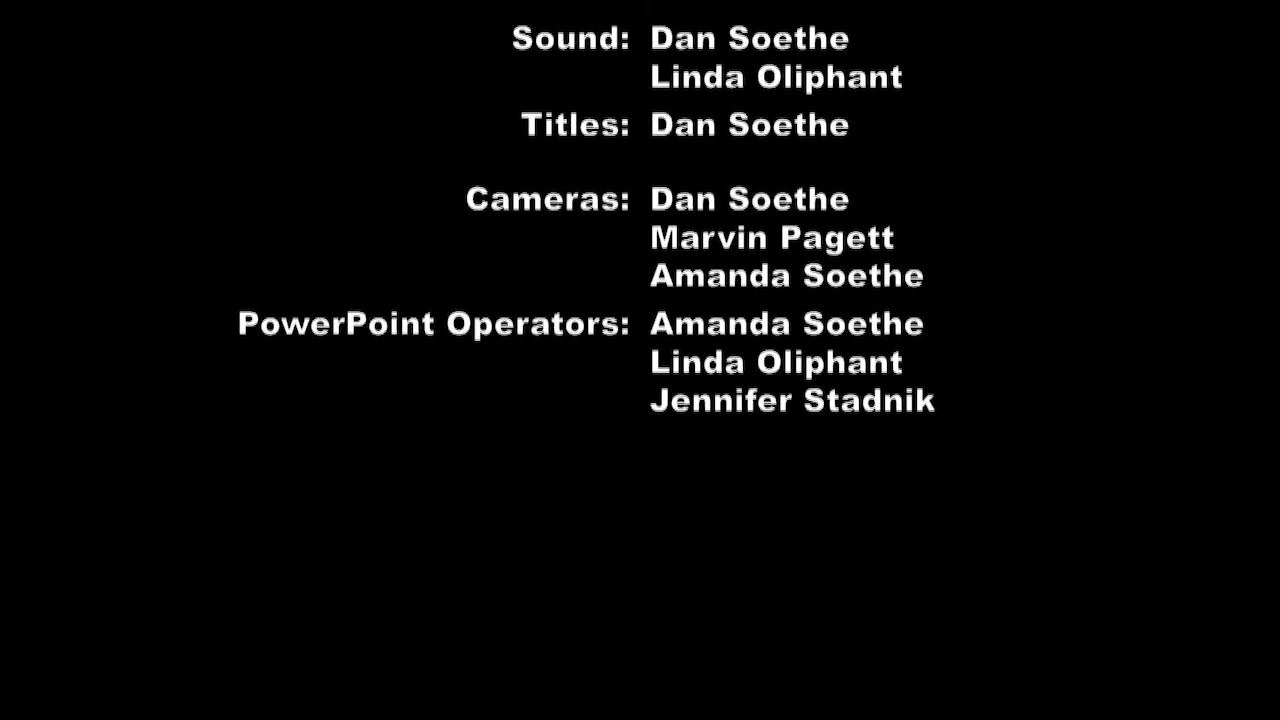 Sound: Dan Soethe
Linda Oliphant
Titles: Dan Soethe
Cameras: Dan Soethe
Marvin Pagett
Amanda Soethe
PowerPoint Operators: Amanda Soethe
Linda Oliphant
Jennifer Stadnik